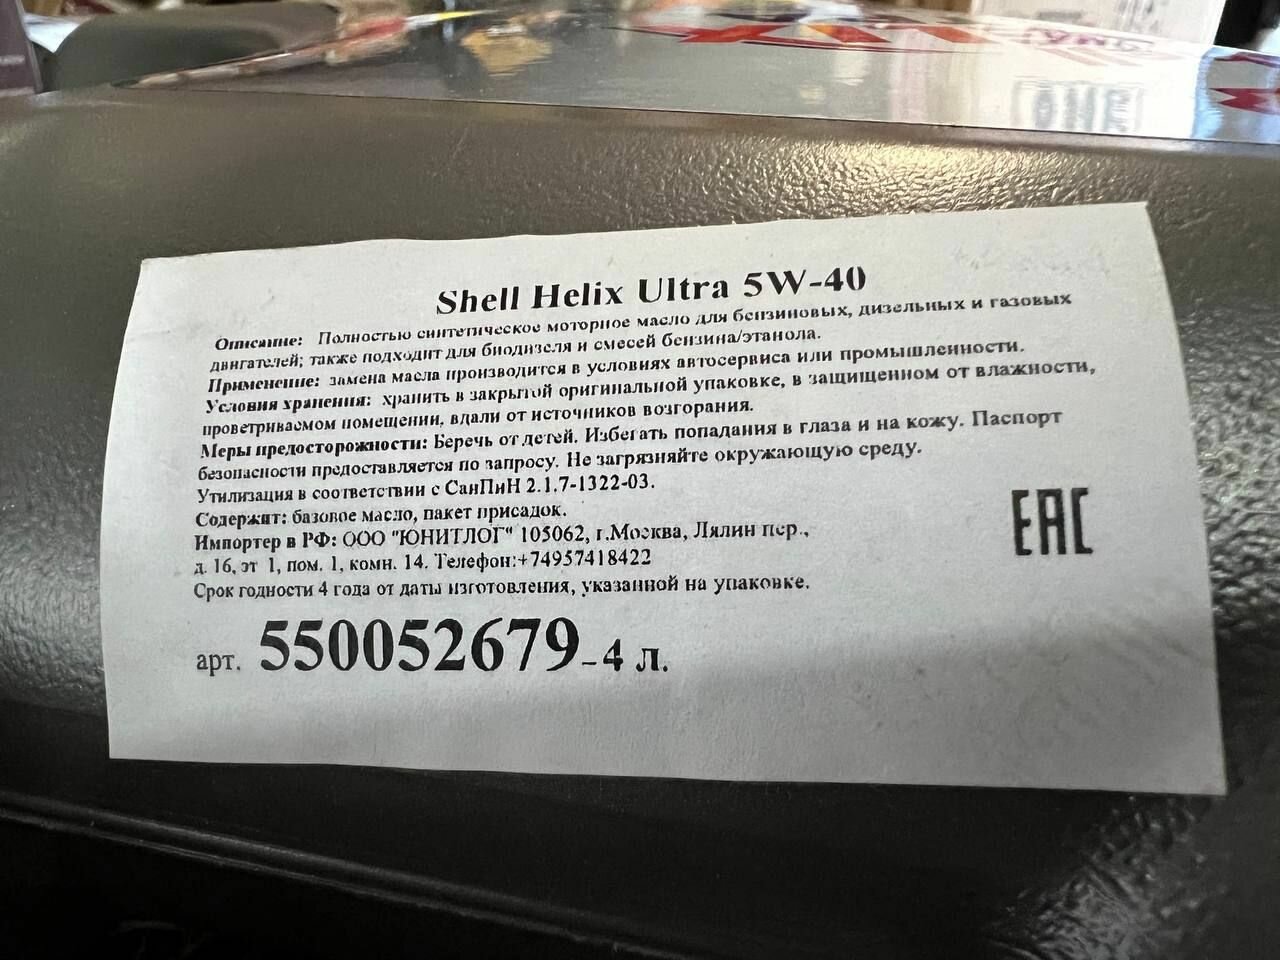 Shell Helix Ultra 5W-40
Описание: Полностью синтетическое моторное масло для бензиновых, дизельных и газовых
двигателей; также подходит для биодизеля и смесей бензина/этанола.
Применение: замена масла производится в условиях автосервиса или промышленности.
Условия хранения: хранить в закрытой оригинальной упаковке, в защищенном от влажности,
проветриваемом помещении, вдали от источников возгорания.
Меры предосторожности: Беречь от детей. Избегать попадания в глаза и на кожу. Паспорт
безопасности предоставляется по запросу. Не загрязняйте окружающую среду.
Утилизация в соответствии с СанПиН 2.1.7-1322-03.
Содержит: базовое масло, пакет присадок.
Импортер в РФ: ООО "ЮНИТЛОГ" 105062, г.Москва, Лялин пер.,
д. 16, эт 1, пом. 1, комн. 14. Телефон:+74957418422
Срок годности 4 года от даты изготовления, указанной на упаковке.
EAC
арт. 550052679-4 л.